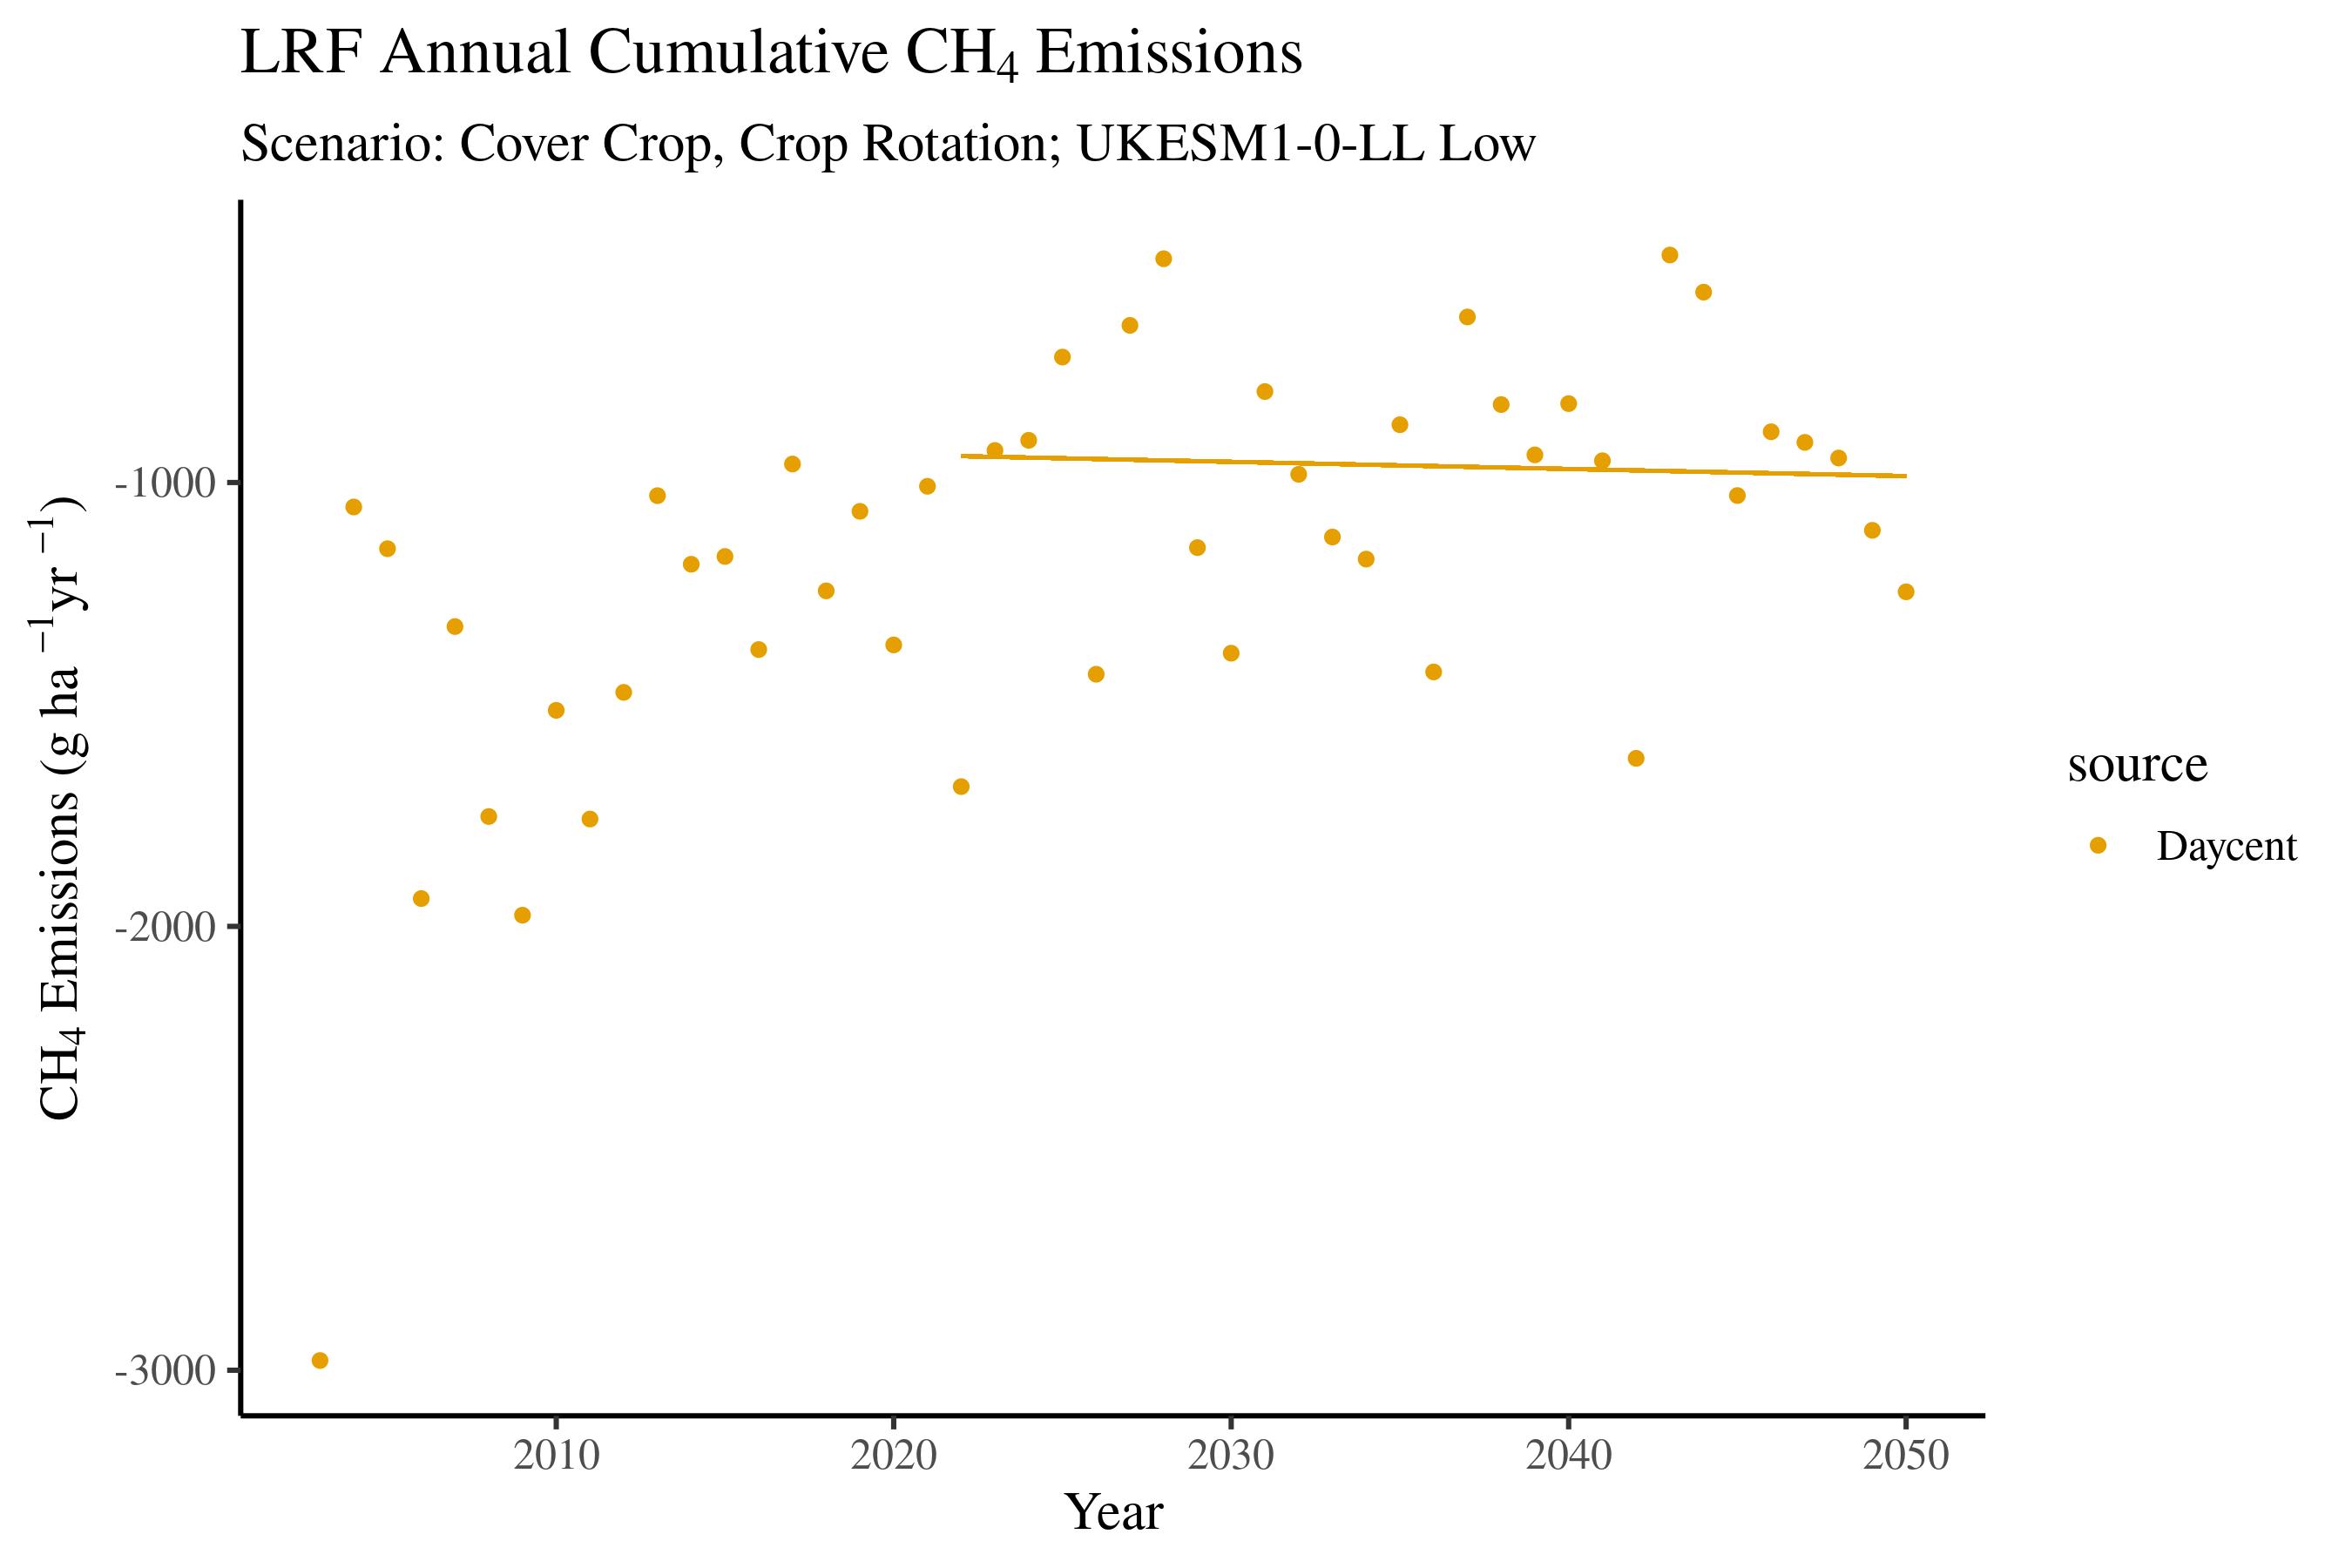 LRF Annual Cumulative CH₄ Emissions
Scenario: Cover Crop, Crop Rotation; UKESM1-0-LL Low
CH₄ Emissions (g ha⁻¹yr⁻¹)
-1000
-2000
-3000
2010
2020
2030
2040
2050
Year
source
Daycent